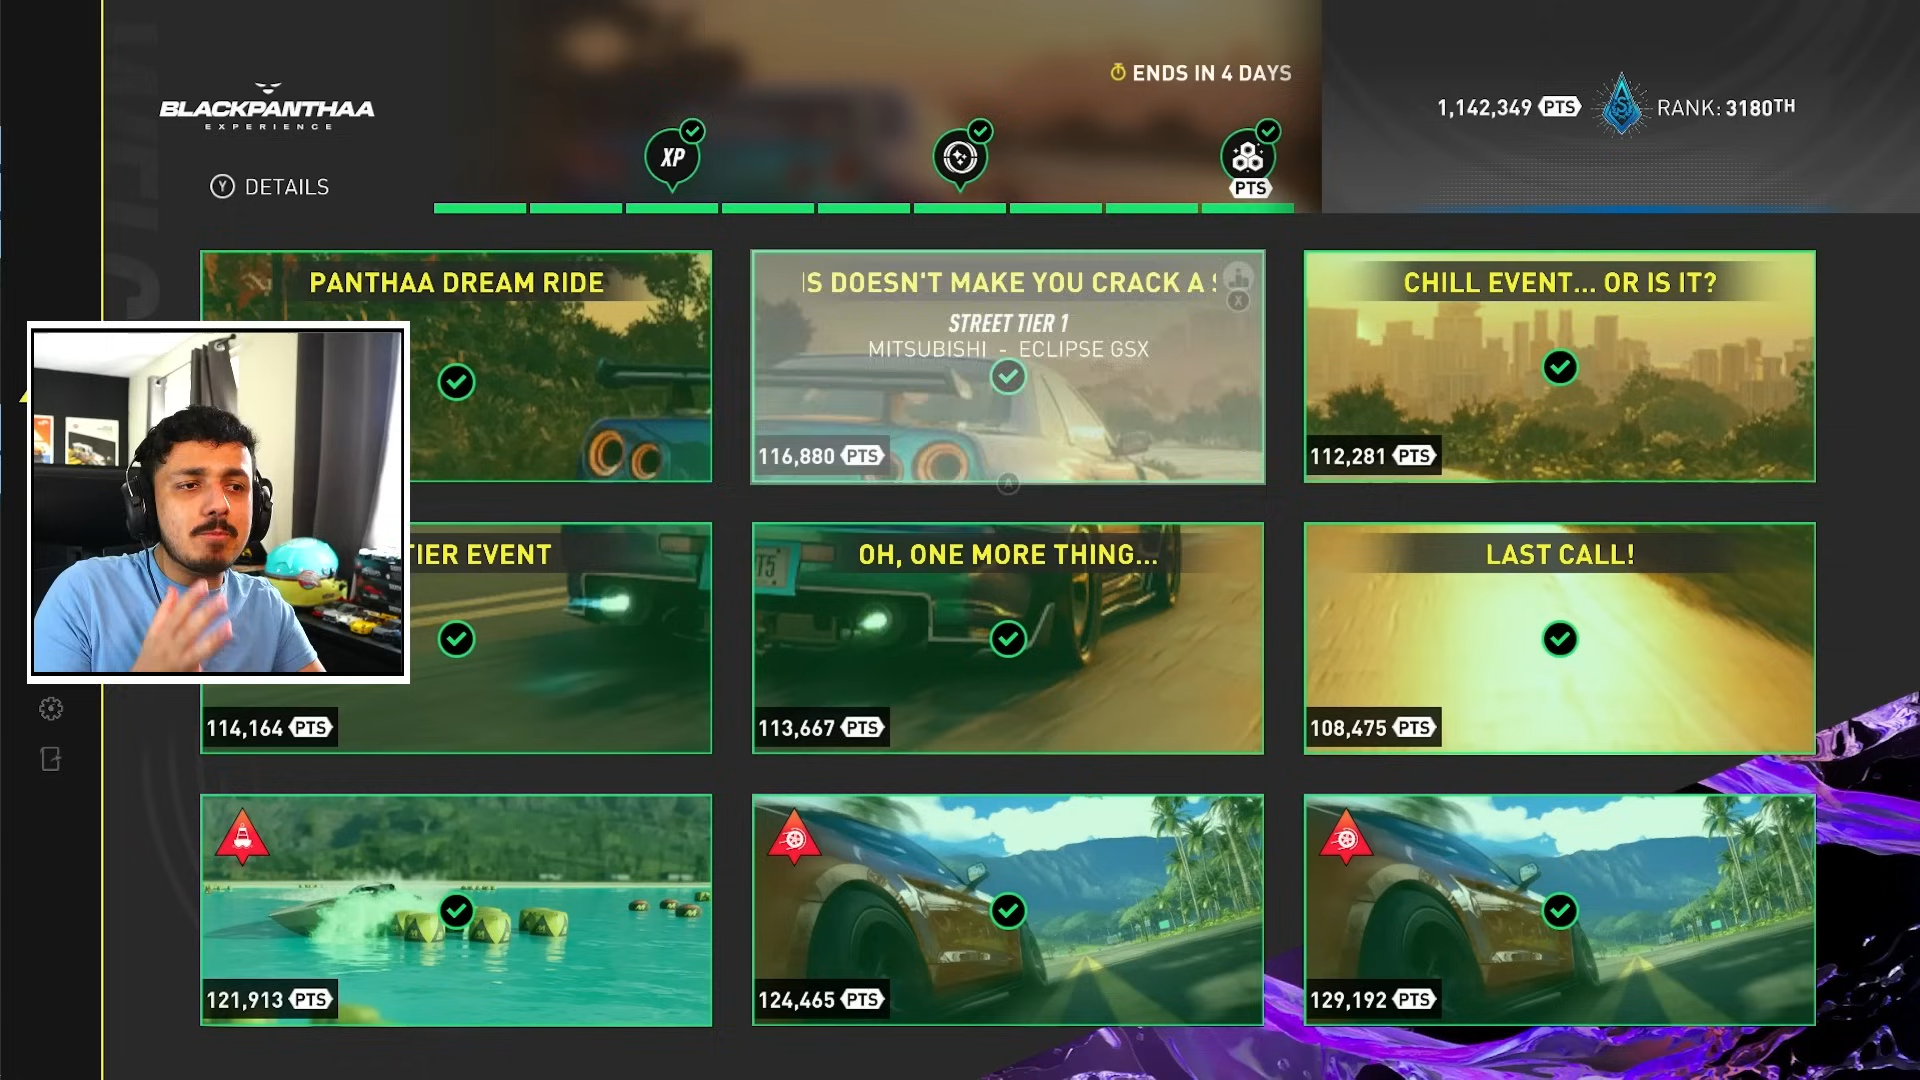 ENDS IN 4 DAYS
BLACKPANTHAA
EXPERIENCE
1,142,349 PTS
RANK: 3180TH
XP
PTS
Y DETAILS
PANTHAA DREAM RIDE
IS DOESN'T MAKE YOU CRACK A
X
STREET TIER 1
MITSUBISHI - ECLIPSE GSX
116,880 PTS
A
CHILL EVENT... OR IS IT?
112,281 PTS
TIER EVENT
114,164 PTS
OH, ONE MORE THING...
T5
113,667 PTS
LAST CALL!
108,475 PTS
121,913 PTS
124,465 PTS
129,192 PTS